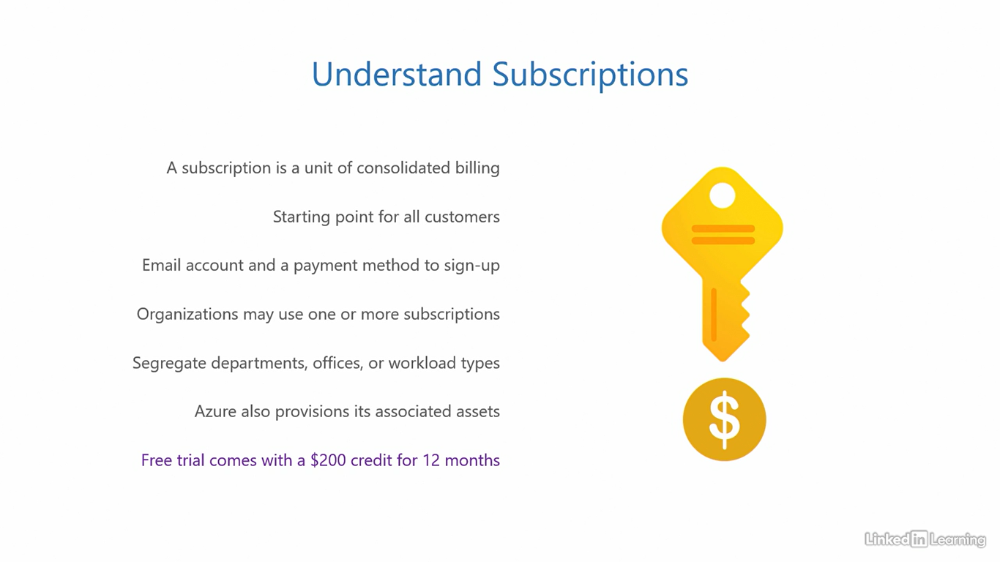 Understand Subscriptions
A subscription is a unit of consolidated billing
Starting point for all customers
Email account and a payment method to sign-up
Organizations may use one or more subscriptions
Segregate departments, offices, or workload types
Azure also provisions its associated assets
Free trial comes with a $200 credit for 12 months
$
Linked in Learning